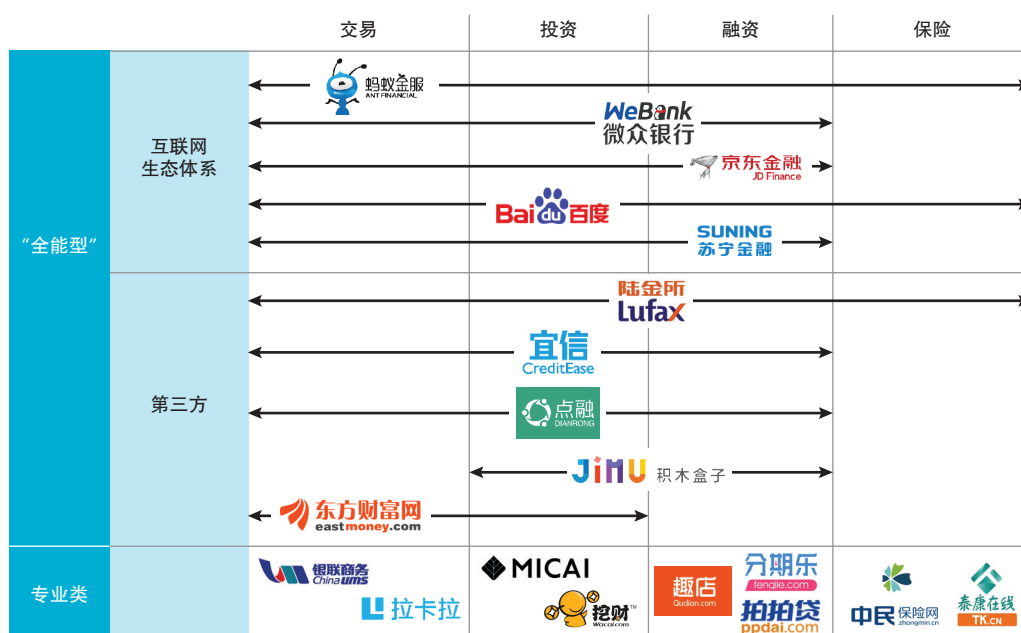 交易 投资 融资 保险
“全能型”
互联网
生态体系
蚂蚁金服
ANT FINANCIAL
WeBank
微众银行
京东金融
JD Finance
Baidu百度
SUNING
苏宁金融
第三方
陆金所
Lufax
宜信
CreditEase
点融
DIANRONG
JiMU 积木盒子
东方财富网
eastmoney.com
专业类
银联商务
China ums
拉卡拉
MICAI
挖财™
Wacai.com
趣店
Qudian.com
分期乐
fenqile.com
拍拍贷
ppdai.com
中民保险网
zhongmin.cn
泰康在线
TK.CN